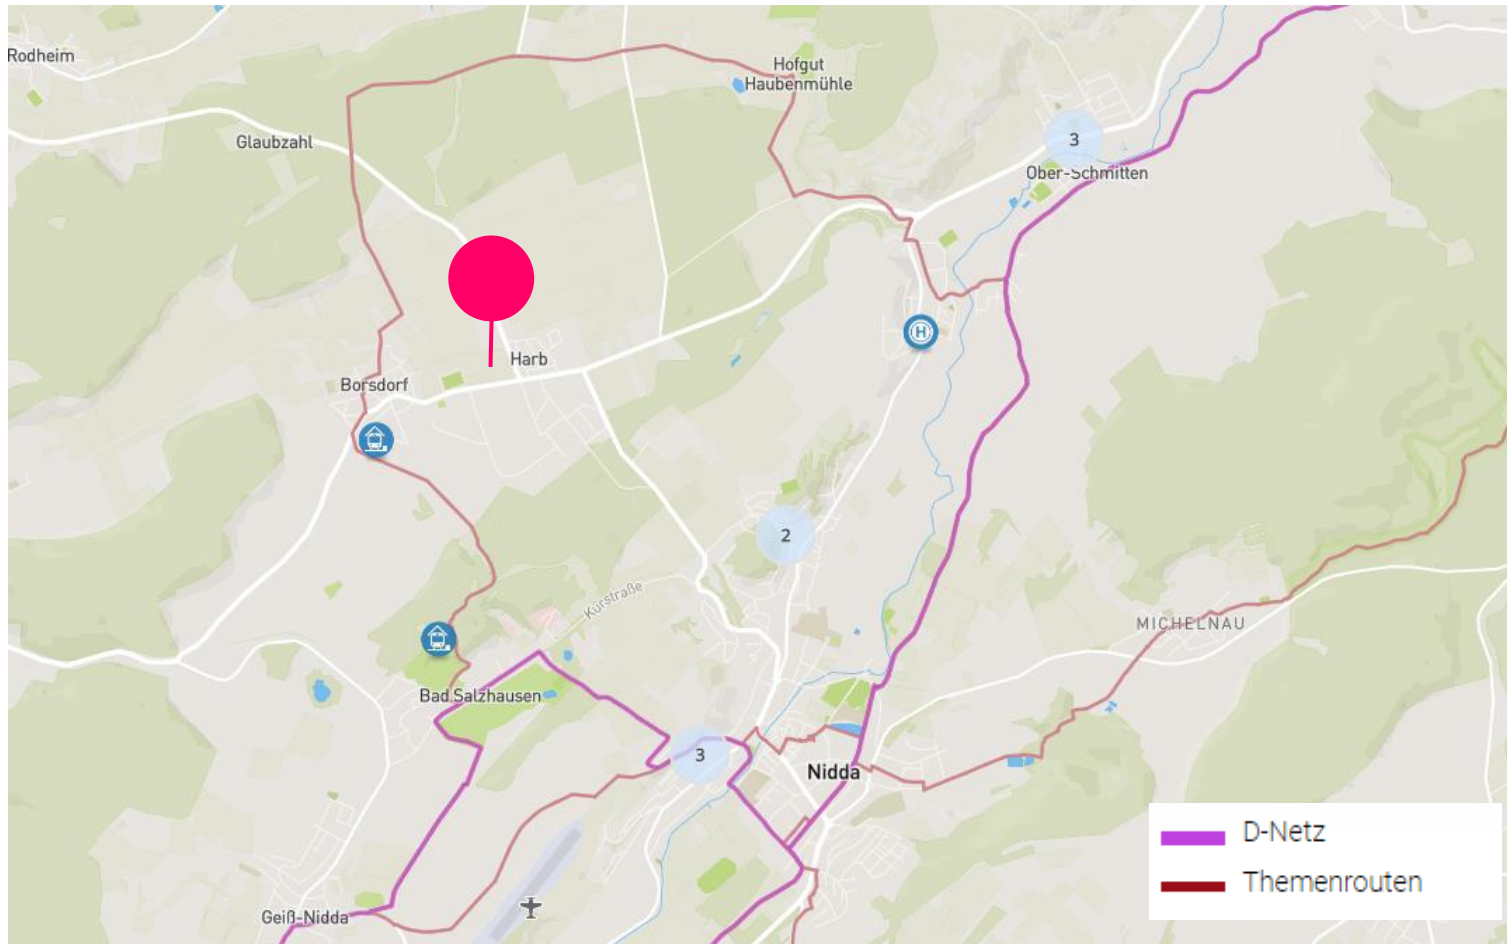 Rodheim
Hofgut
Haubenmühle
Glaubzahl
3
Ober-Schmitten
Harb
H
Borsdorf
2
Kurstraße
MICHELNAU
Bad Salzhausen
3
Nidda
D-Netz
Themenrouten
Geiß-Nidda